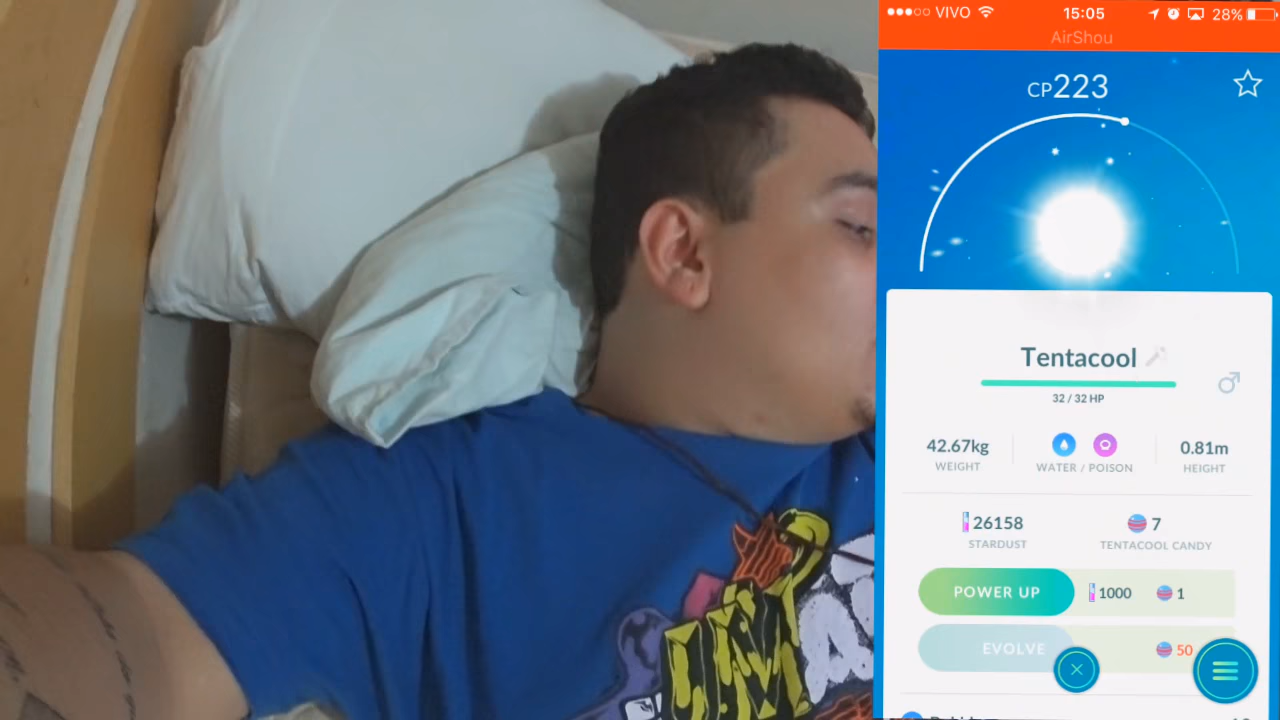 VIVO 15:05 28%
AirShou
CP223
Tentacool
32 / 32 HP
42.67kg
WEIGHT
WATER / POISON
0.81m
HEIGHT
26158
STARDUST
7
TENTACOOL CANDY
POWER UP 1000 1
EVOLVE 50